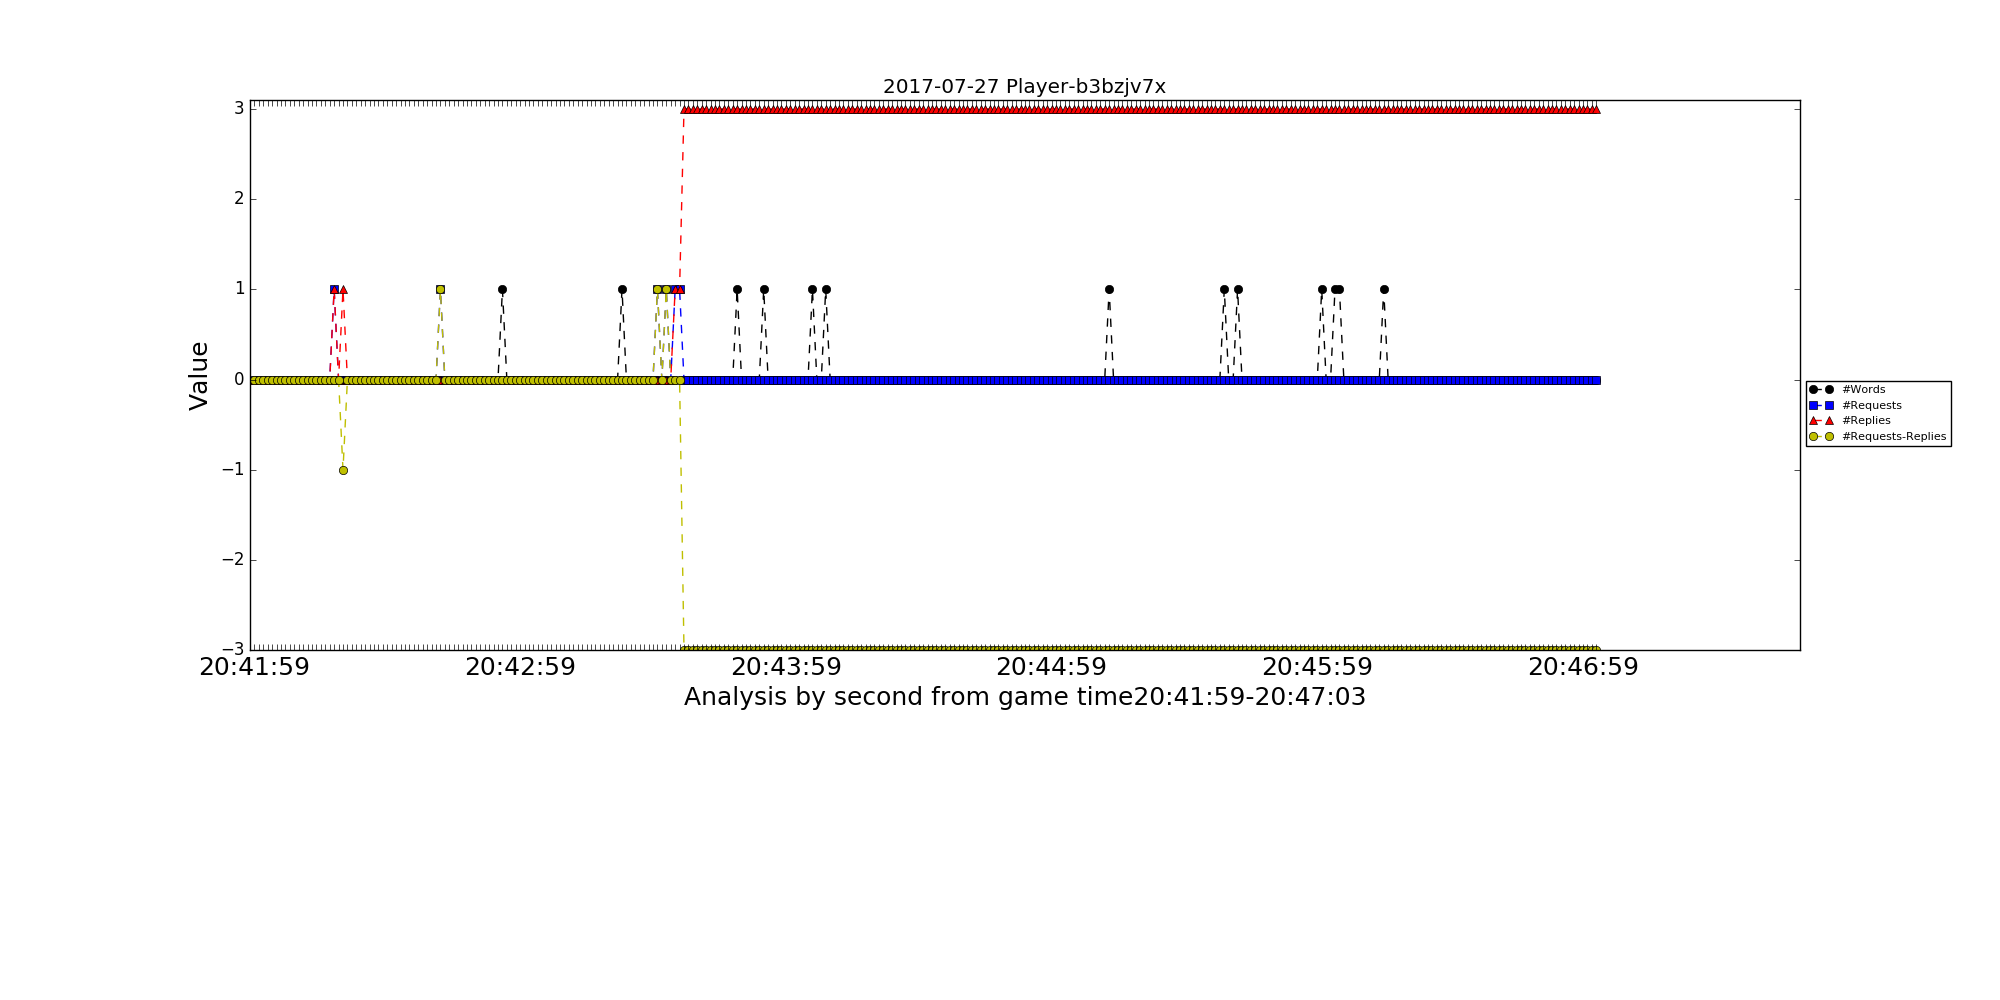 2017-07-27 Player-b3bzjv7x
3
2
1
0
−1
−2
−3
Value
20:41:59 20:42:59 20:43:59 20:44:59 20:45:59 20:46:59
Analysis by second from game time20:41:59-20:47:03
#Words
#Requests
#Replies
#Requests-Replies